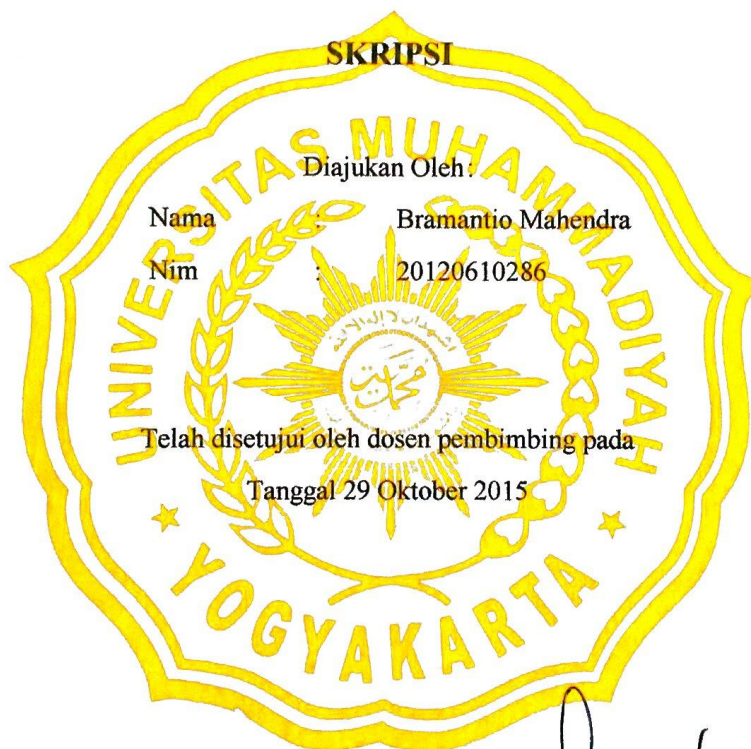 SKRIPSI
Diajukan Oleh:
Nama : Bramantio Mahendra
Nim : 20120610286
Telah disetujui oleh dosen pembimbing pada
Tanggal 29 Oktober 2015
UNIVERSITAS MUHAMMADIYAH
YOGYAKARTA